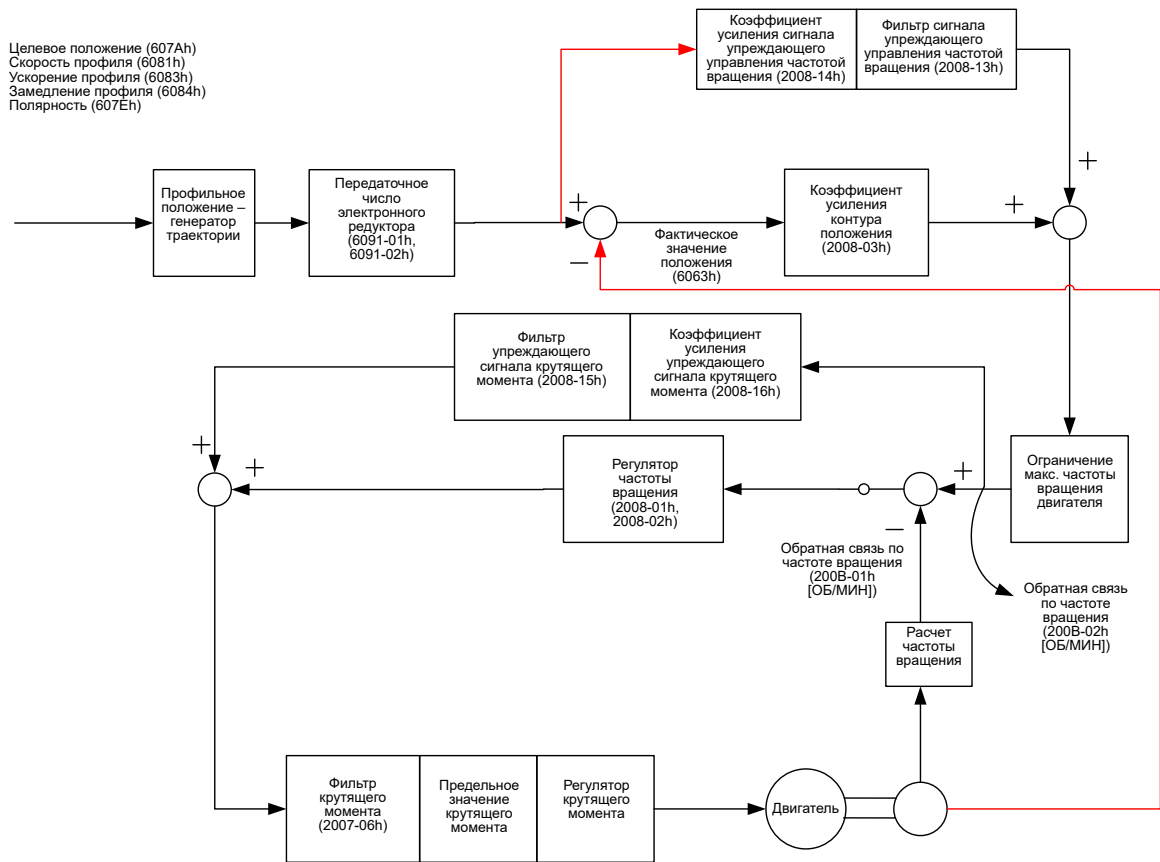 Целевое положение (607Ah)
Скорость профиля (6081h)
Ускорение профиля (6083h)
Замедление профиля (6084h)
Полярность (607Eh)
Коэффициент
усиления сигнала
упреждающего
управления частотой
вращения (2008-14h)
Фильтр сигнала
упреждающего
управления частотой
вращения (2008-13h)
+
Профильное
положение –
генератор
траектории
Передаточное
число
электронного
редуктора
(6091-01h,
6091-02h)
+
−
Фактическое
значение
положения
(6063h)
Коэффициент
усиления
контура
положения
(2008-03h)
+
Фильтр
упреждающего
сигнала крутящего
момента (2008-15h)
Коэффициент
усиления
упреждающего
сигнала крутящего
момента (2008-16h)
+
+
Регулятор
частоты
вращения
(2008-01h,
2008-02h)
+
−
Ограничение
макс. частоты
вращения
двигателя
Обратная связь по
частоте вращения
(200B-01h
[ОБ/МИН])
Обратная связь
по частоте
вращения
(200B-02h
[ОБ/МИН])
Расчет
частоты
вращения
Фильтр
крутящего
момента
(2007-06h)
Предельное
значение
крутящего
момента
Регулятор
крутящего
момента
Двигатель